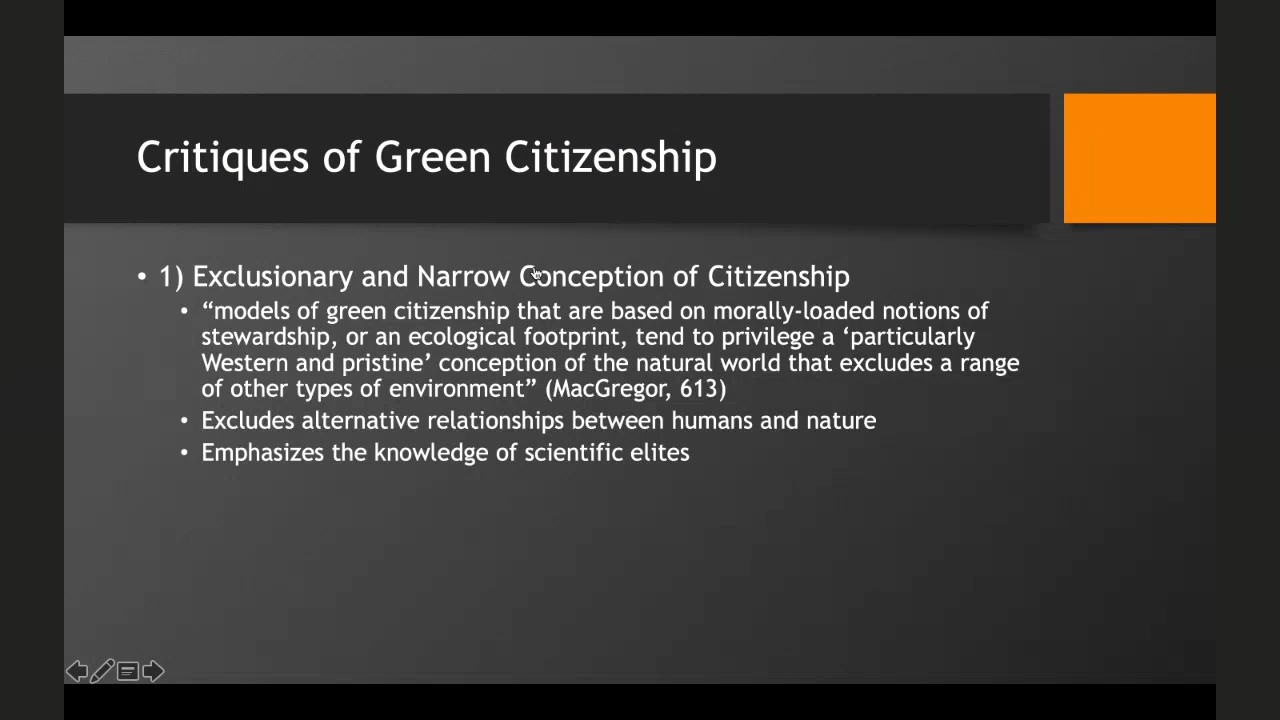 Critiques of Green Citizenship
• 1) Exclusionary and Narrow Conception of Citizenship
• “models of green citizenship that are based on morally-loaded notions of
stewardship, or an ecological footprint, tend to privilege a ‘particularly
Western and pristine’ conception of the natural world that excludes a range
of other types of environment” (MacGregor, 613)
• Excludes alternative relationships between humans and nature
• Emphasizes the knowledge of scientific elites